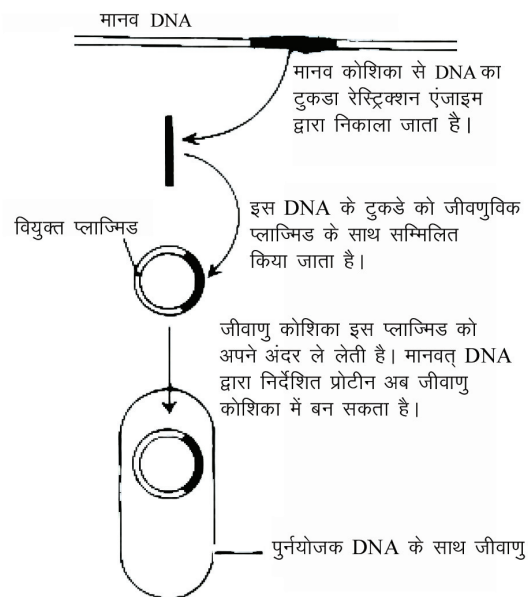 मानव DNA
मानव कोशिका से DNA का
टुकडा रेस्ट्रिक्शन एंजाइम
द्वारा निकाला जाता है।
इस DNA के टुकडे को जीवणुविक
प्लाज्मिड के साथ सम्मिलित
किया जाता है।
वियुक्त प्लाज्मिड
जीवाणु कोशिका इस प्लाज्मिड को
अपने अंदर ले लेती है। मानवत् DNA
द्वारा निर्देशित प्रोटीन अब जीवाणु
कोशिका में बन सकता है।
पुर्नयोजक DNA के साथ जीवाणु